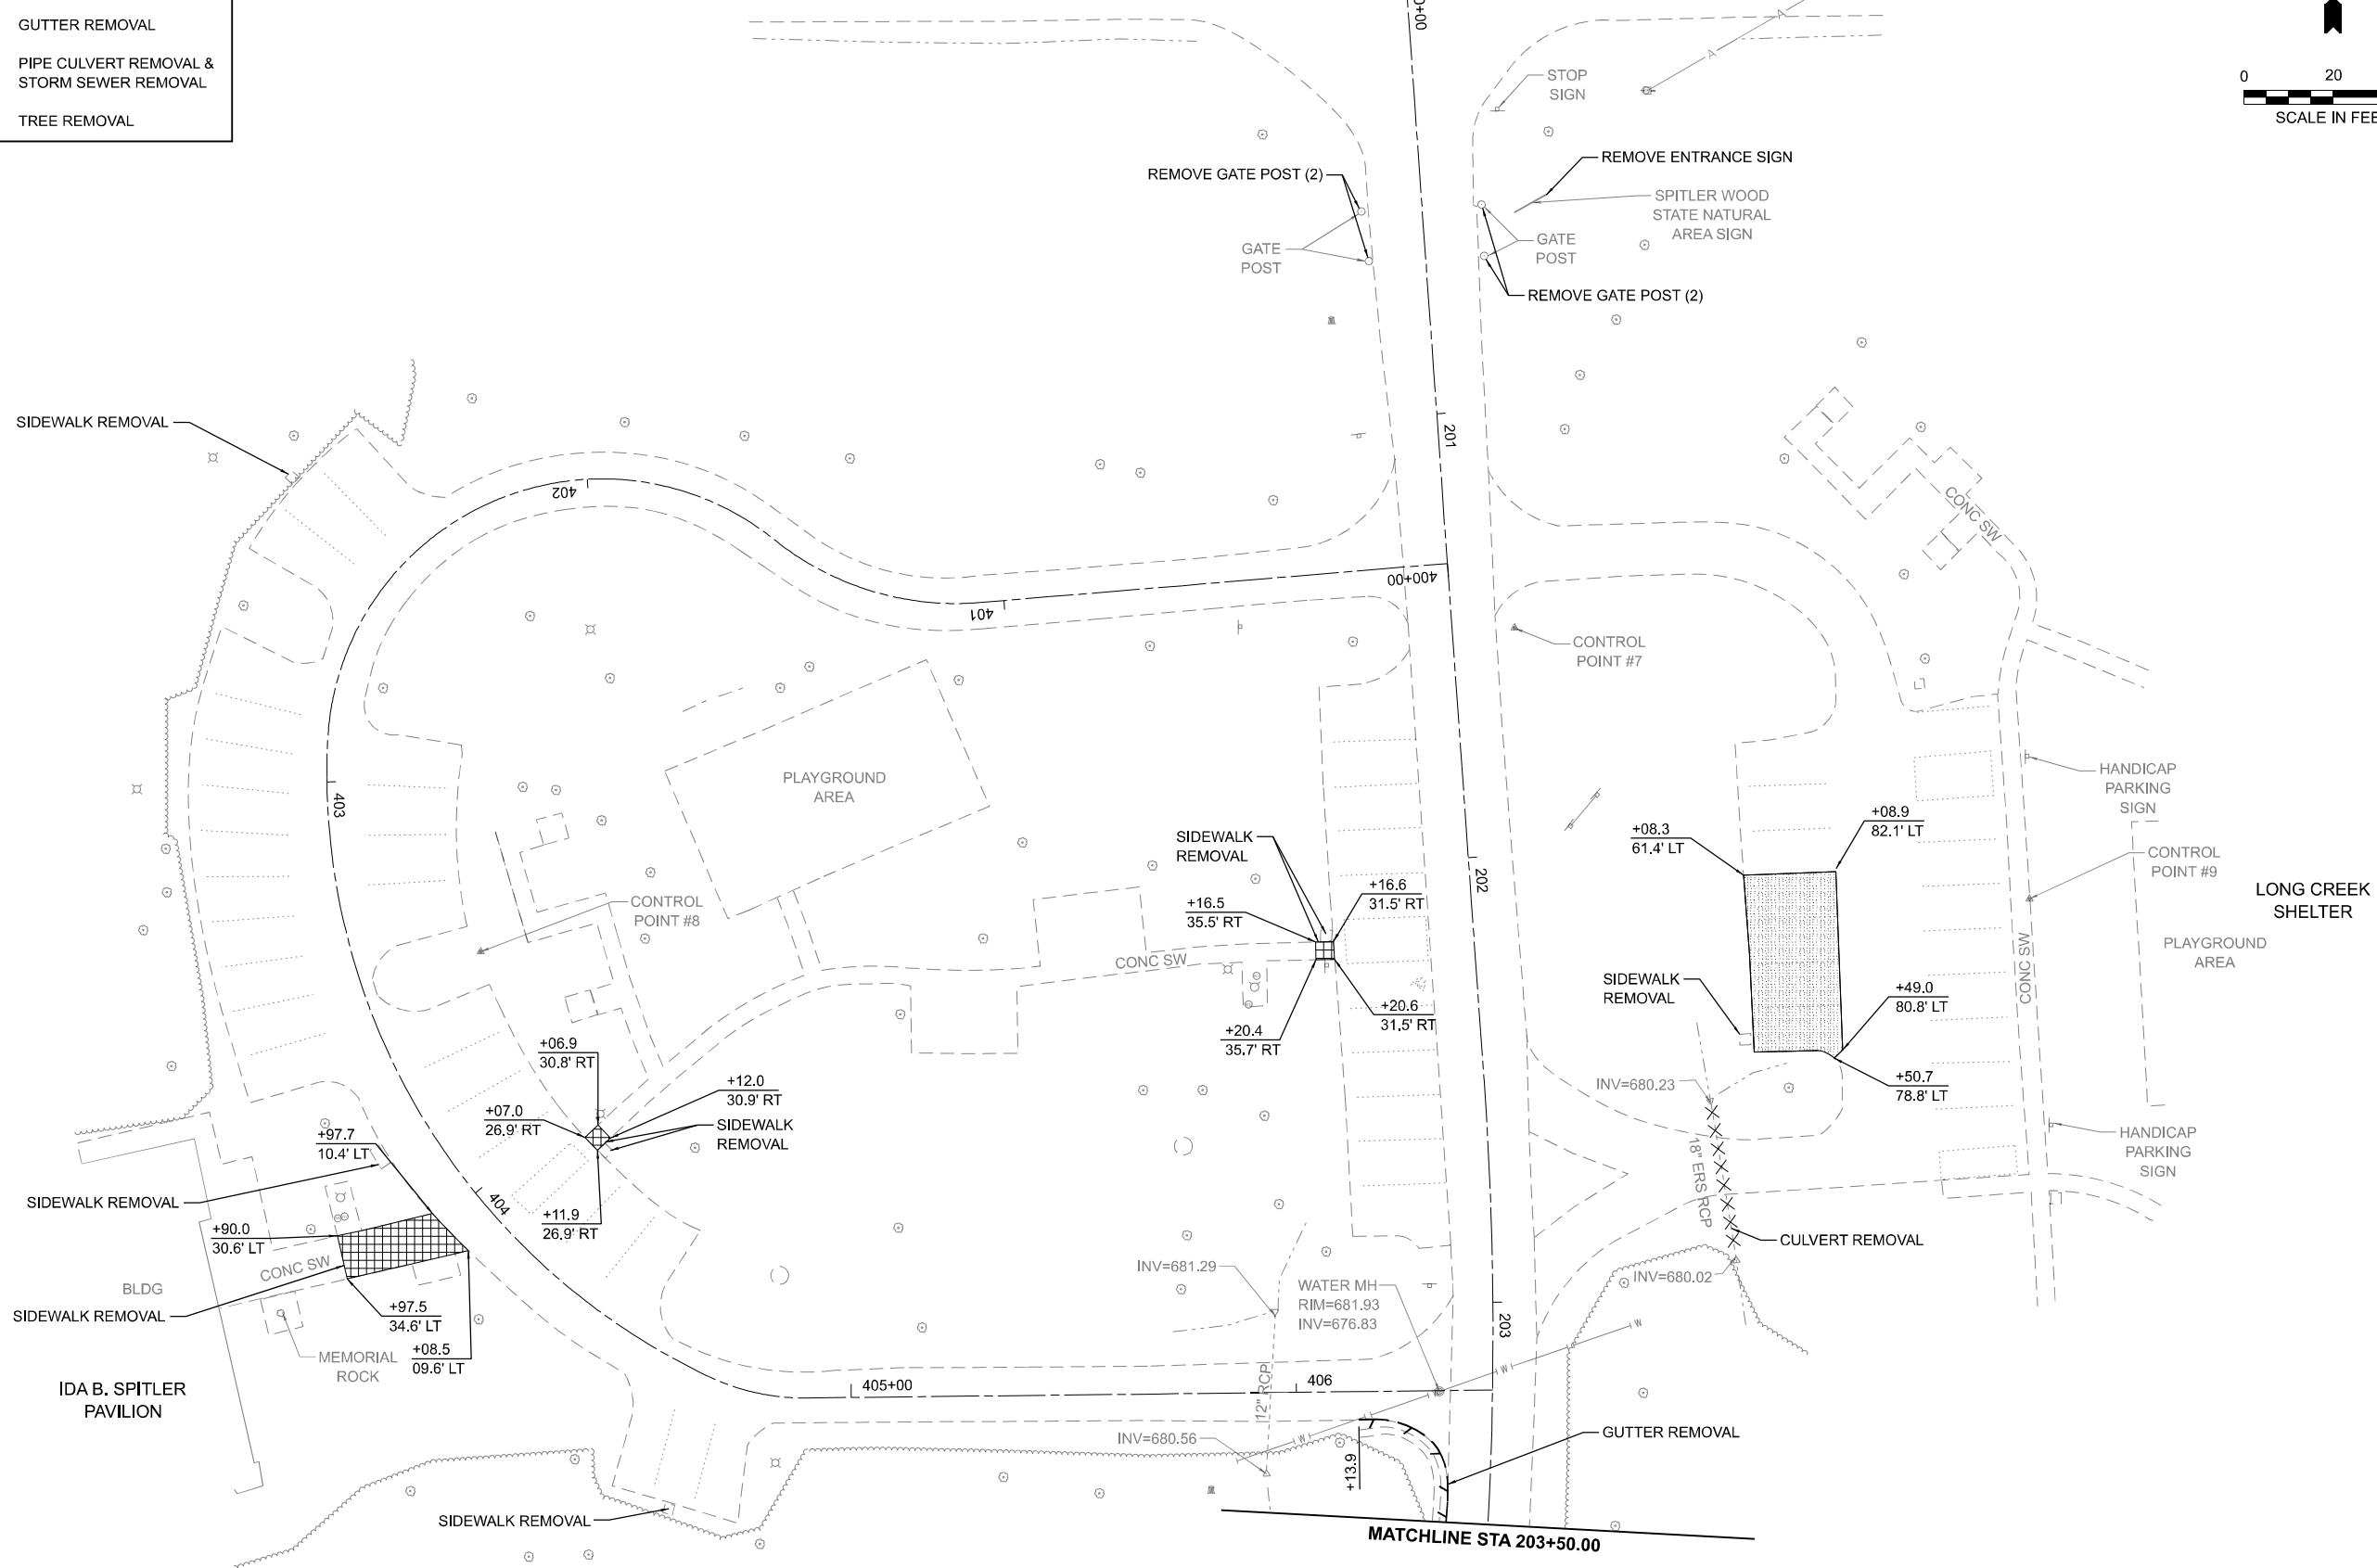 GUTTER REMOVAL
PIPE CULVERT REMOVAL &
STORM SEWER REMOVAL
TREE REMOVAL
0+00
A
A
0 20
SCALE IN FEE
STOP
SIGN
REMOVE ENTRANCE SIGN
REMOVE GATE POST (2)
SPITLER WOOD
STATE NATURAL
AREA SIGN
GATE
POST
GATE
POST
REMOVE GATE POST (2)
SIDEWALK REMOVAL
201
402
CONC SW
400+00
401
CONTROL
POINT #7
403
PLAYGROUND
AREA
HANDICAP
PARKING
SIGN
+08.3
61.4' LT
+08.9
82.1' LT
SIDEWALK
REMOVAL
202
CONTROL
POINT #9
LONG CREEK
SHELTER
CONTROL
POINT #8
+16.5
35.5' RT
+16.6
31.5' RT
PLAYGROUND
AREA
CONC SW
CONC SW
SIDEWALK
REMOVAL
+49.0
80.8' LT
+20.4
35.7' RT
+20.6
31.5' RT
+06.9
30.8' RT
+12.0
30.9' RT
+07.0
26.9' RT
SIDEWALK
REMOVAL
INV=680.23
+50.7
78.8' LT
+97.7
10.4' LT
18" ERS RCP
HANDICAP
PARKING
SIGN
SIDEWALK REMOVAL
404
+11.9
26.9' RT
+90.0
30.6' LT
CONC SW
CULVERT REMOVAL
BLDG
INV=681.29
WATER MH
RIM=681.93
INV=676.83
INV=680.02
SIDEWALK REMOVAL
+97.5
34.6' LT
203
W
MEMORIAL
ROCK
+08.5
09.6' LT
W
IDA B. SPITLER
PAVILION
405+00
406
12" RCP
W
INV=680.56
W
+13.9
GUTTER REMOVAL
SIDEWALK REMOVAL
MATCHLINE STA 203+50.00